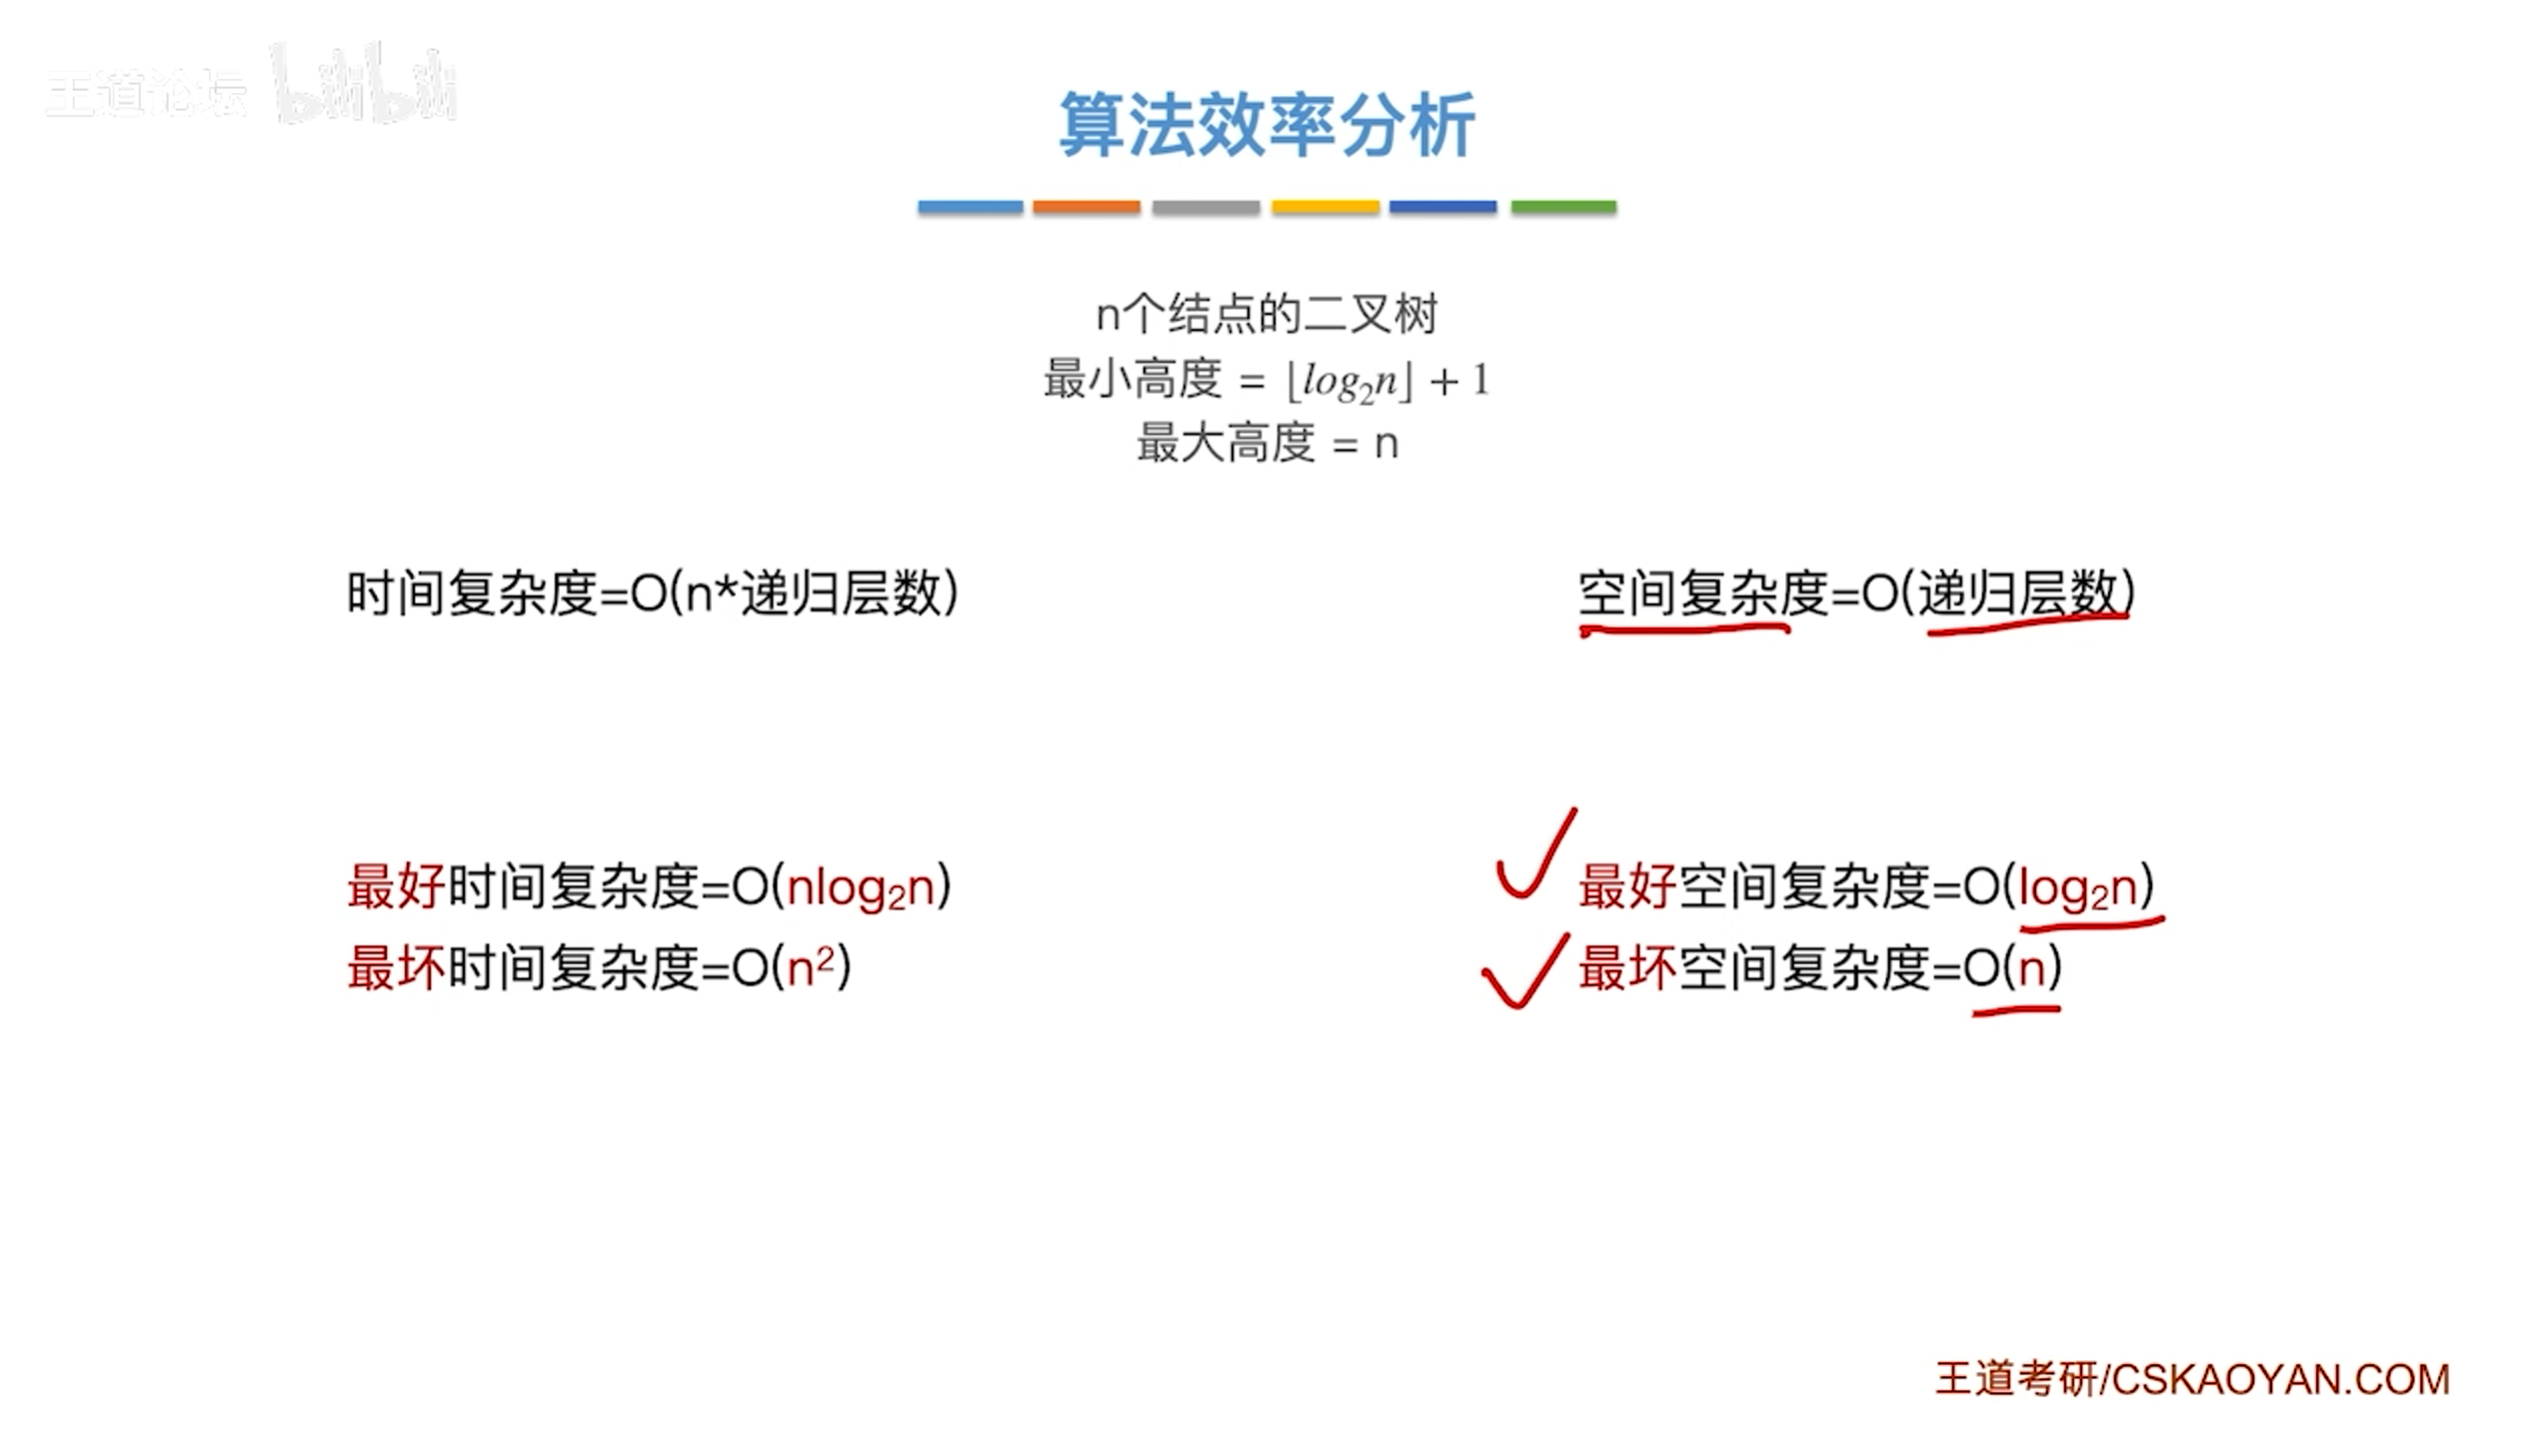 王道论坛 bilibili
算法效率分析
n个结点的二叉树
最小高度 = ⌊log₂n⌋ + 1
最大高度 = n
时间复杂度=O(n*递归层数)
空间复杂度=O(递归层数)
最好时间复杂度=O(nlog₂n)
最坏时间复杂度=O(n²)
最好空间复杂度=O(log₂n)
最坏空间复杂度=O(n)
王道考研/CSKAOYAN.COM